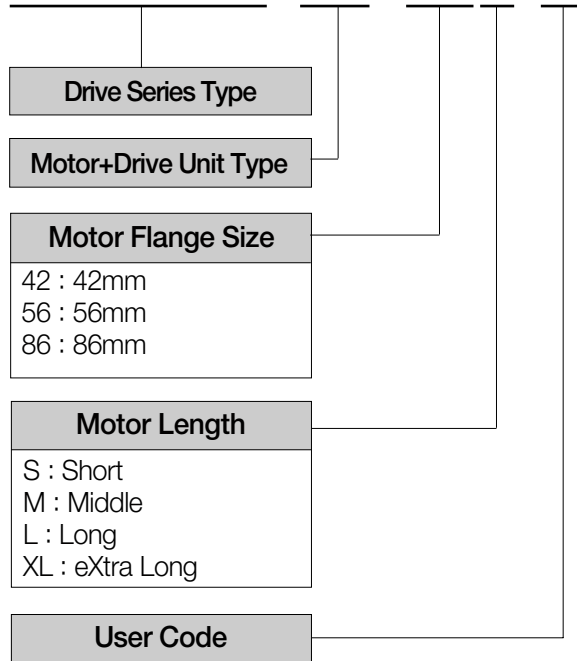 Drive Series Type
Motor+Drive Unit Type
Motor Flange Size
42 : 42mm
56 : 56mm
86 : 86mm
Motor Length
S : Short
M : Middle
L : Long
XL : eXtra Long
User Code